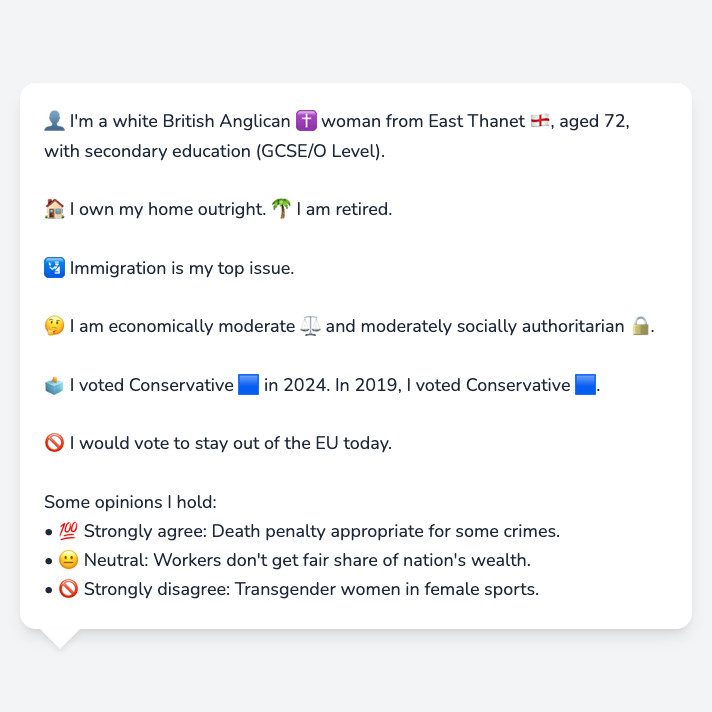 👤 I'm a white British Anglican ✝️ woman from East Thanet 🏴󠁧󠁢󠁥󠁮󠁧󠁿, aged 72,
with secondary education (GCSE/O Level).
🏠 I own my home outright. 🌴 I am retired.
🛂 Immigration is my top issue.
🤔 I am economically moderate ⚖️ and moderately socially authoritarian 🔒.
🗳️ I voted Conservative 🟦 in 2024. In 2019, I voted Conservative 🟦.
🚫 I would vote to stay out of the EU today.
Some opinions I hold:
• 💯 Strongly agree: Death penalty appropriate for some crimes.
• 😐 Neutral: Workers don't get fair share of nation's wealth.
• 🚫 Strongly disagree: Transgender women in female sports.